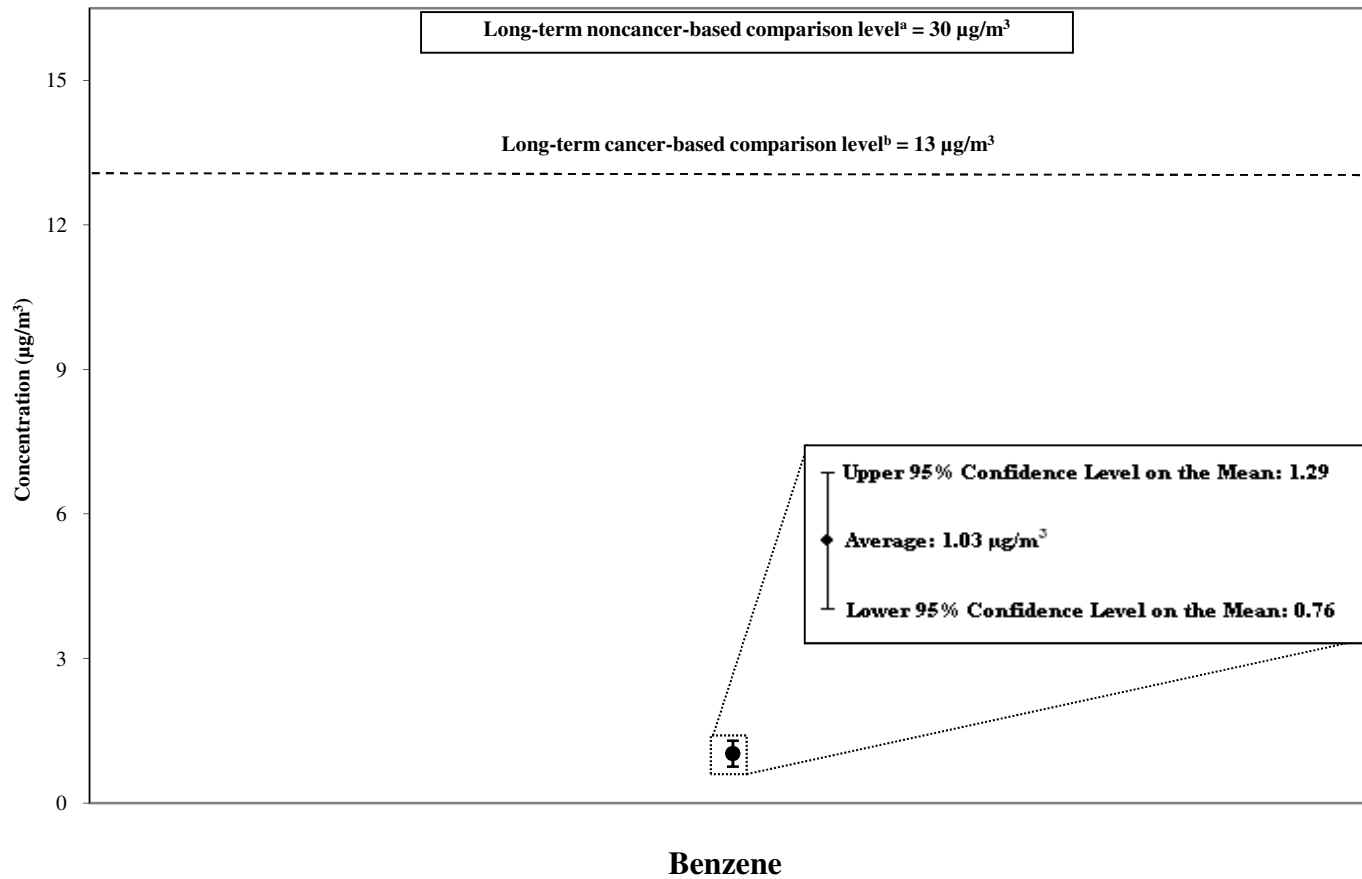 Long-term noncancer-based comparison levelᵃ = 30 µg/m³
15
Long-term cancer-based comparison levelᵇ = 13 µg/m³
12
Concentration (µg/m³)
9
Upper 95% Confidence Level on the Mean: 1.29
6
Average: 1.03 µg/m³
Lower 95% Confidence Level on the Mean: 0.76
3
0
Benzene